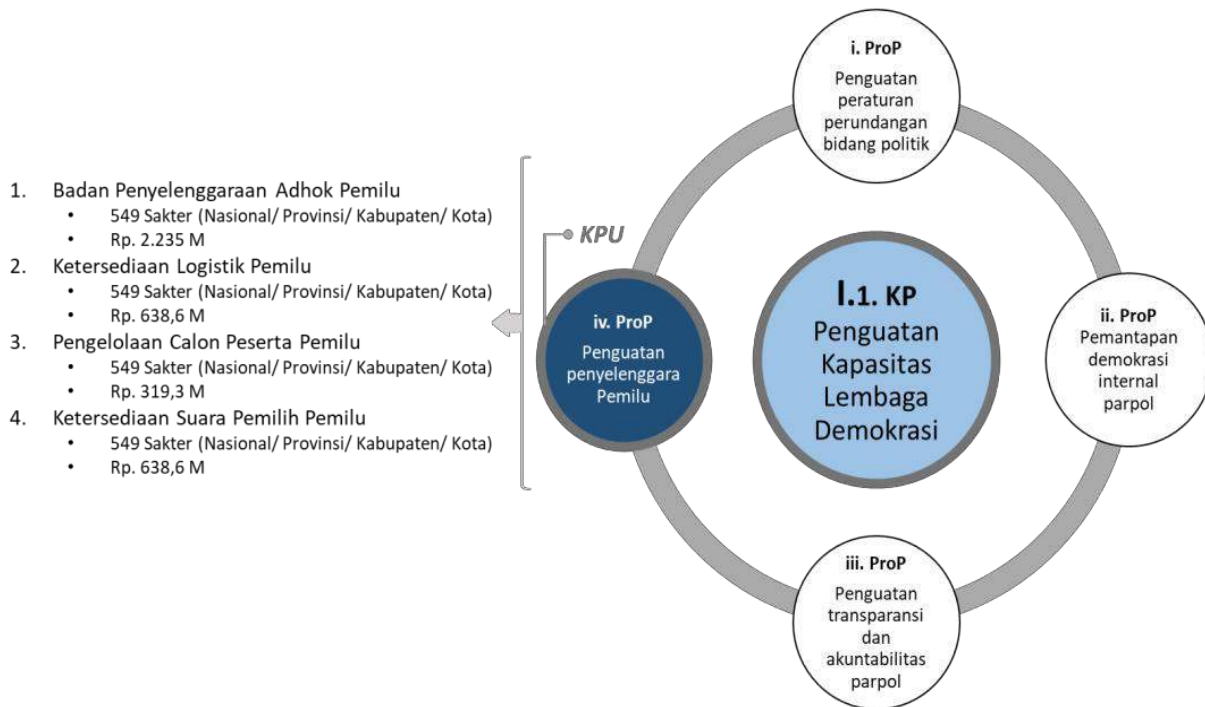 1. Badan Penyelenggaraan Adhok Pemilu
• 549 Sakter (Nasional/ Provinsi/ Kabupaten/ Kota)
• Rp. 2.235 M
2. Ketersediaan Logistik Pemilu
• 549 Sakter (Nasional/ Provinsi/ Kabupaten/ Kota)
• Rp. 638,6 M
3. Pengelolaan Calon Peserta Pemilu
• 549 Sakter (Nasional/ Provinsi/ Kabupaten/ Kota)
• Rp. 319,3 M
4. Ketersediaan Suara Pemilih Pemilu
• 549 Sakter (Nasional/ Provinsi/ Kabupaten/ Kota)
• Rp. 638,6 M
KPU
i. ProP
Penguatan
peraturan
perundangan
bidang politik
I.1. KP
Penguatan
Kapasitas
Lembaga
Demokrasi
ii. ProP
Pemantapan
demokrasi
internal
parpol
iii. ProP
Penguatan
transparansi
dan
akuntabilitas
parpol
iv. ProP
Penguatan
penyelenggara
Pemilu